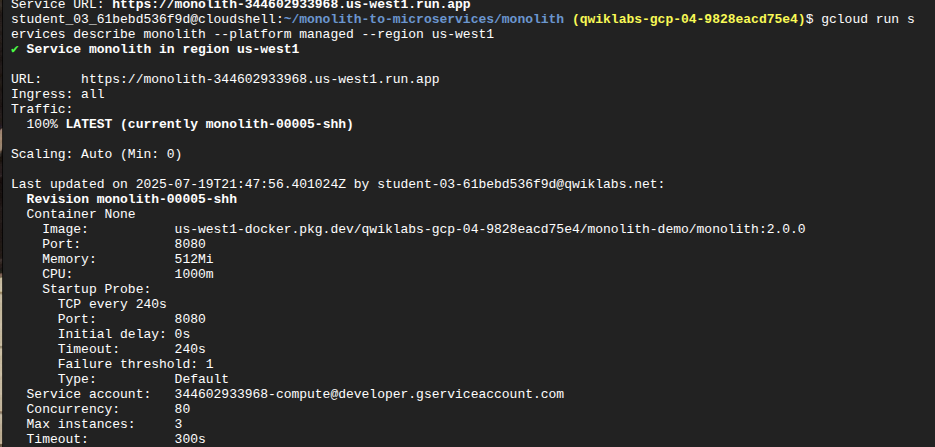 Service URL: https://monolith-344602933968.us-west1.run.app
student_03_61bebd536f9d@cloudshell:~/monolith-to-microservices/monolith (qwiklabs-gcp-04-9828eacd75e4)$ gcloud run s
ervices describe monolith --platform managed --region us-west1
✔ Service monolith in region us-west1
URL:     https://monolith-344602933968.us-west1.run.app
Ingress: all
Traffic:
  100% LATEST (currently monolith-00005-shh)
Scaling: Auto (Min: 0)
Last updated on 2025-07-19T21:47:56.401024Z by student-03-61bebd536f9d@qwiklabs.net:
  Revision monolith-00005-shh
  Container None
    Image:           us-west1-docker.pkg.dev/qwiklabs-gcp-04-9828eacd75e4/monolith-demo/monolith:2.0.0
    Port:            8080
    Memory:          512Mi
    CPU:             1000m
    Startup Probe:
      TCP every 240s
      Port:          8080
      Initial delay: 0s
      Timeout:       240s
      Failure threshold: 1
      Type:          Default
  Service account:   344602933968-compute@developer.gserviceaccount.com
  Concurrency:       80
  Max instances:     3
  Timeout:           300s